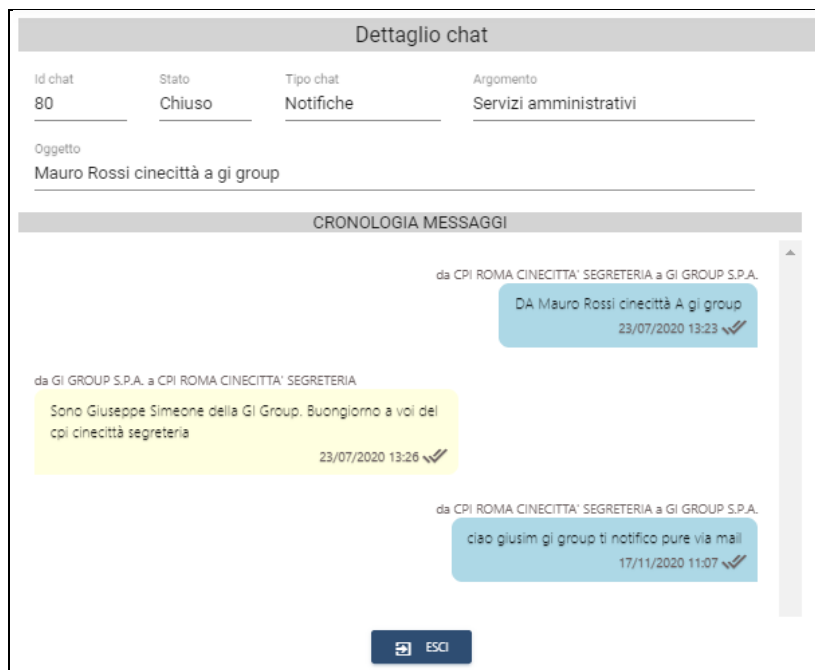 Dettaglio chat
Id chat Stato Tipo chat Argomento
80 Chiuso Notifiche Servizi amministrativi
Oggetto
Mauro Rossi cinecittà a gi group
CRONOLOGIA MESSAGGI
da CPI ROMA CINECITTA' SEGRETERIA a GI GROUP S.P.A.
DA Mauro Rossi cinecittà A gi group
23/07/2020 13:23
da GI GROUP S.P.A. a CPI ROMA CINECITTA' SEGRETERIA
Sono Giuseppe Simeone della GI Group. Buongiorno a voi del
cpi cinecittà segreteria
23/07/2020 13:26
da CPI ROMA CINECITTA' SEGRETERIA a GI GROUP S.P.A.
ciao giusim gi group ti notifico pure via mail
17/11/2020 11:07
ESCI